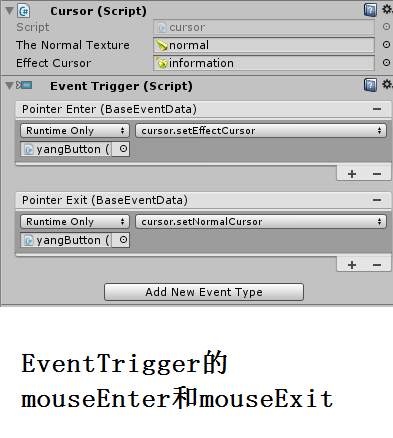 Cursor (Script)
Script cursor
The Normal Texture normal
Effect Cursor information
Event Trigger (Script)
Pointer Enter (BaseEventData)
Runtime Only cursor.setEffectCursor
yangButton (
Pointer Exit (BaseEventData)
Runtime Only cursor.setNormalCursor
yangButton (
Add New Event Type
EventTrigger的
mouseEnter和mouseExit